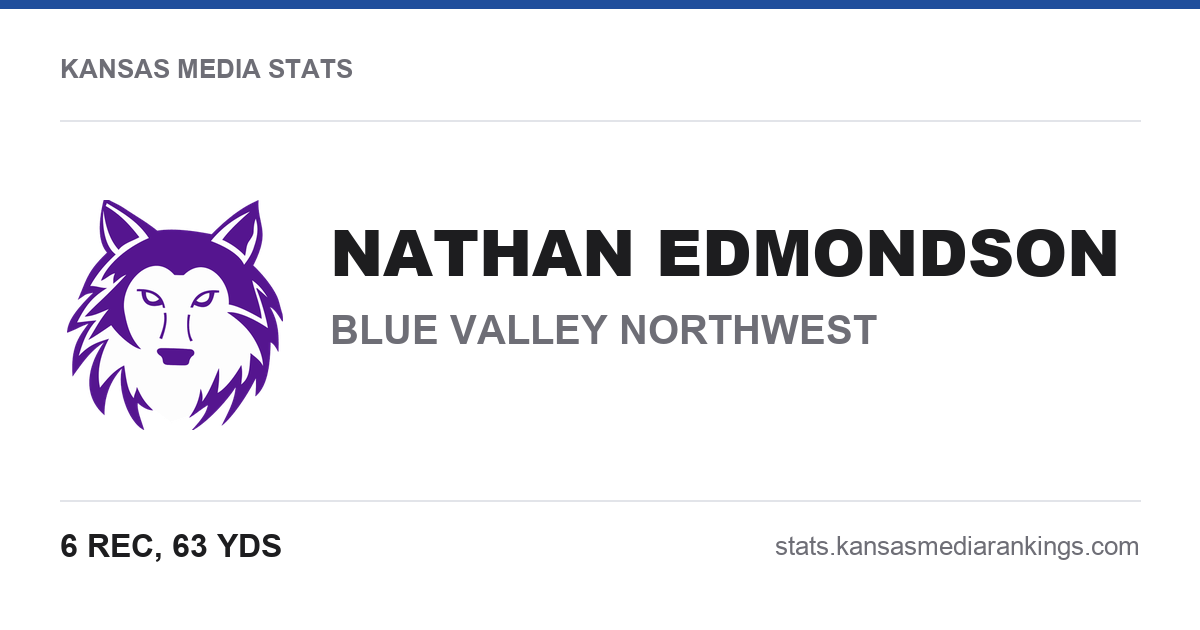 KANSAS MEDIA STATS
NATHAN EDMONDSON
BLUE VALLEY NORTHWEST
6 REC, 63 YDS
stats.kansasmediarankings.com